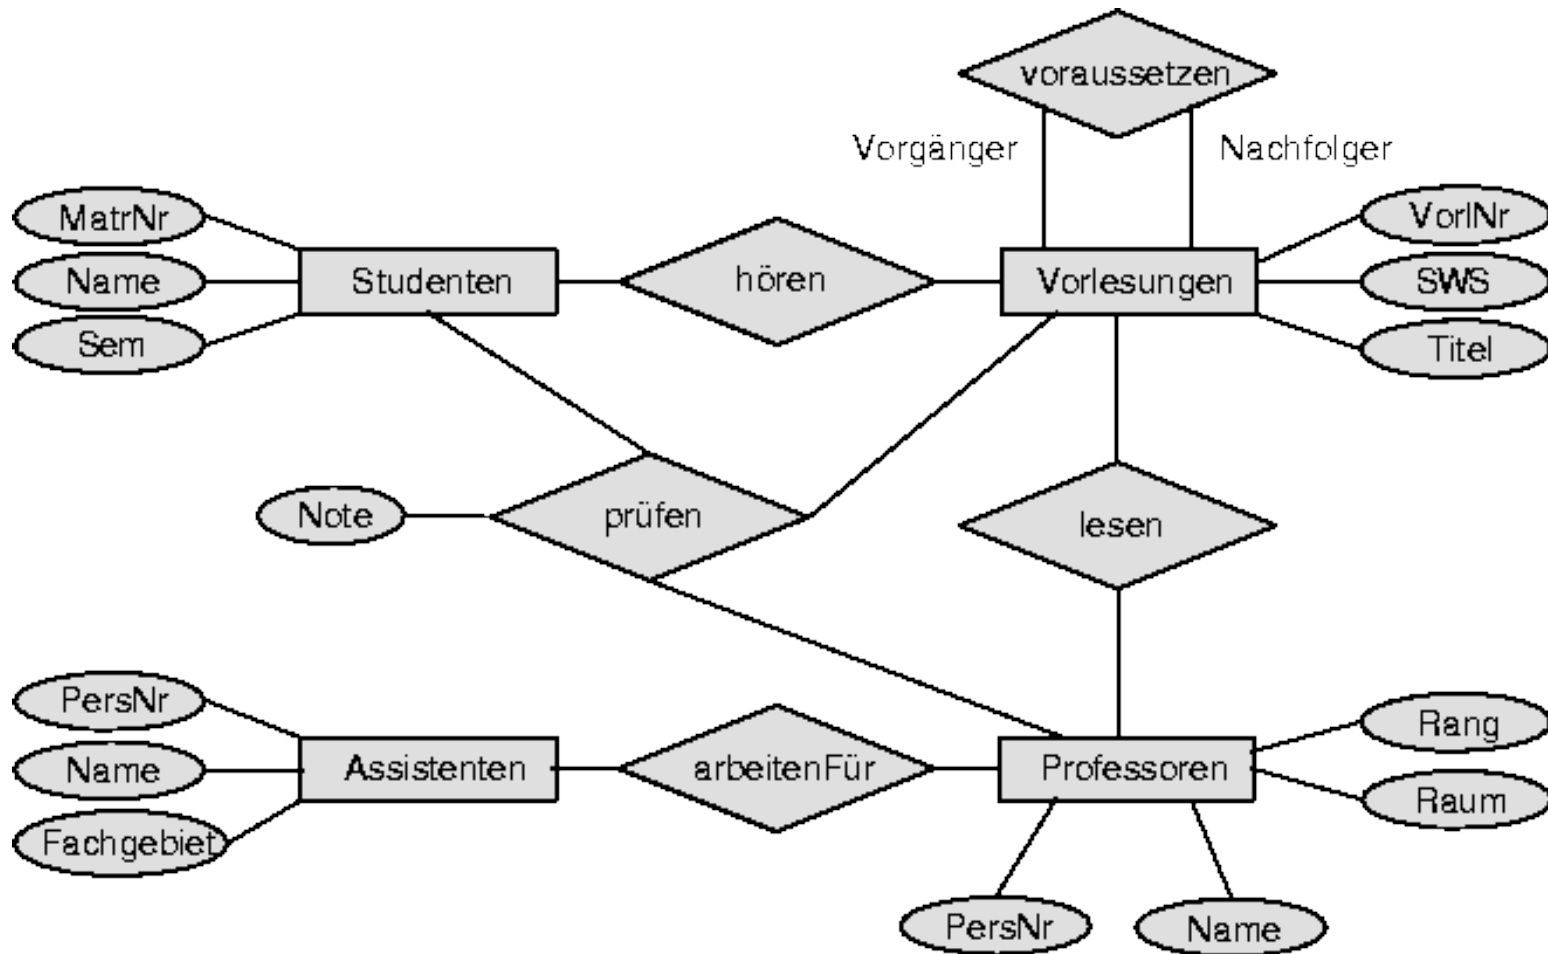 voraussetzen
Vorgänger
Nachfolger
MatrNr
VorlNr
Name
Studenten
hören
Vorlesungen
SWS
Sem
Titel
Note
prüfen
lesen
PersNr
Rang
Name
Assistenten
arbeitenFür
Professoren
Raum
Fachgebiet
PersNr
Name